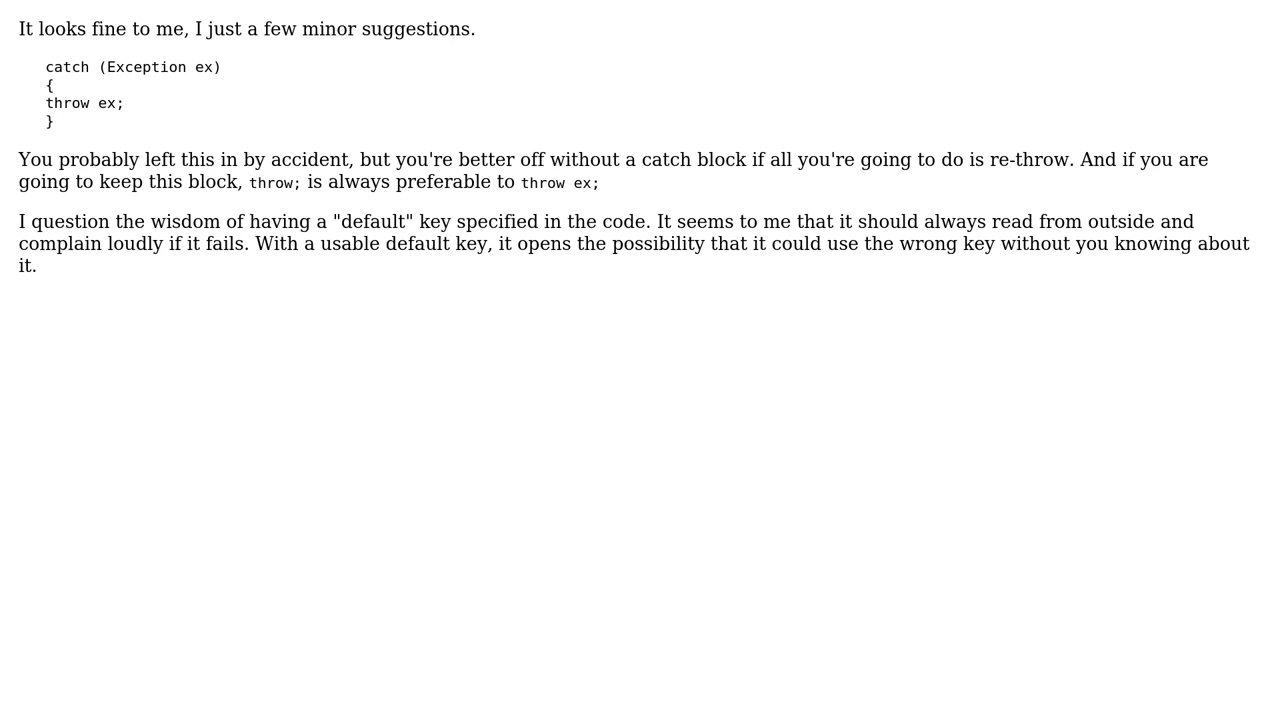 It looks fine to me, I just a few minor suggestions.
catch (Exception ex)
{
throw ex;
}
You probably left this in by accident, but you're better off without a catch block if all you're going to do is re-throw. And if you are
going to keep this block, throw; is always preferable to throw ex;
I question the wisdom of having a "default" key specified in the code. It seems to me that it should always read from outside and
complain loudly if it fails. With a usable default key, it opens the possibility that it could use the wrong key without you knowing about
it.